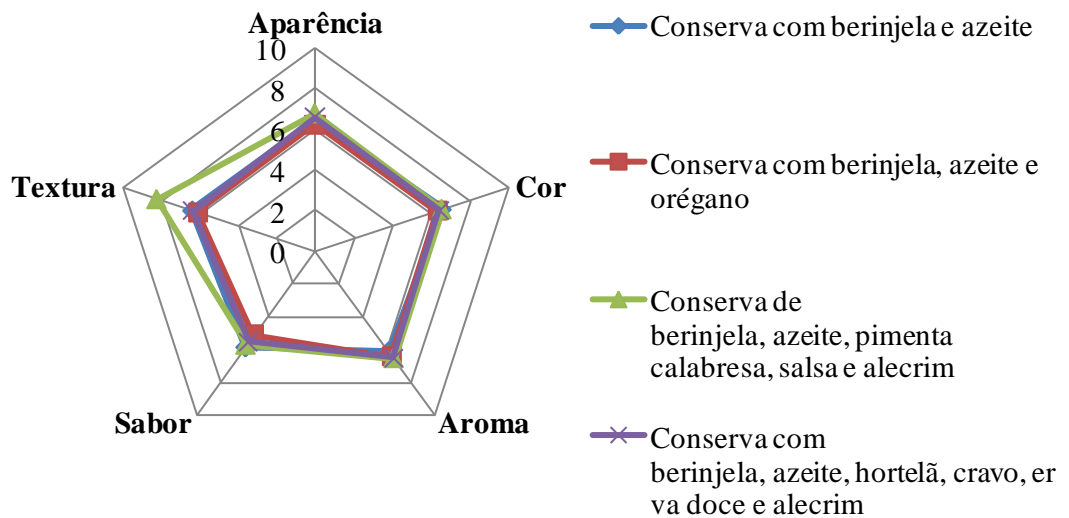 Aparência
10
8
6
4
2
0
Textura
Cor
Sabor
Aroma
Conserva com berinjela e azeite
Conserva com berinjela, azeite e
orégano
Conserva de
berinjela, azeite, pimenta
calabresa, salsa e alecrim
Conserva com
berinjela, azeite, hortelã, cravo, er
va doce e alecrim